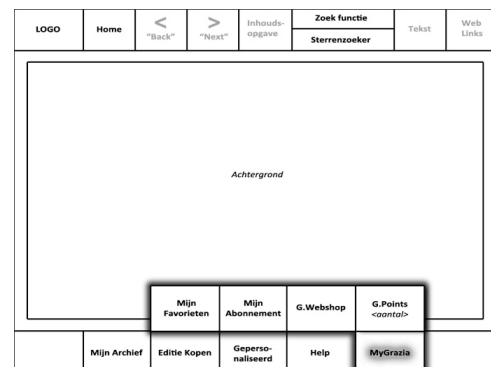 LOGO
Home
<
"Back"
>
"Next"
Inhouds-
opgave
Zoek functie
Sterrenzoeker
Tekst
Web
Links
Achtergrond
Mijn
Favorieten
Mijn
Abonnement
G.Webshop
G.Points
<aantal>
Mijn Archief
Editie Kopen
Geperso-
naliseerd
Help
MyGrazia